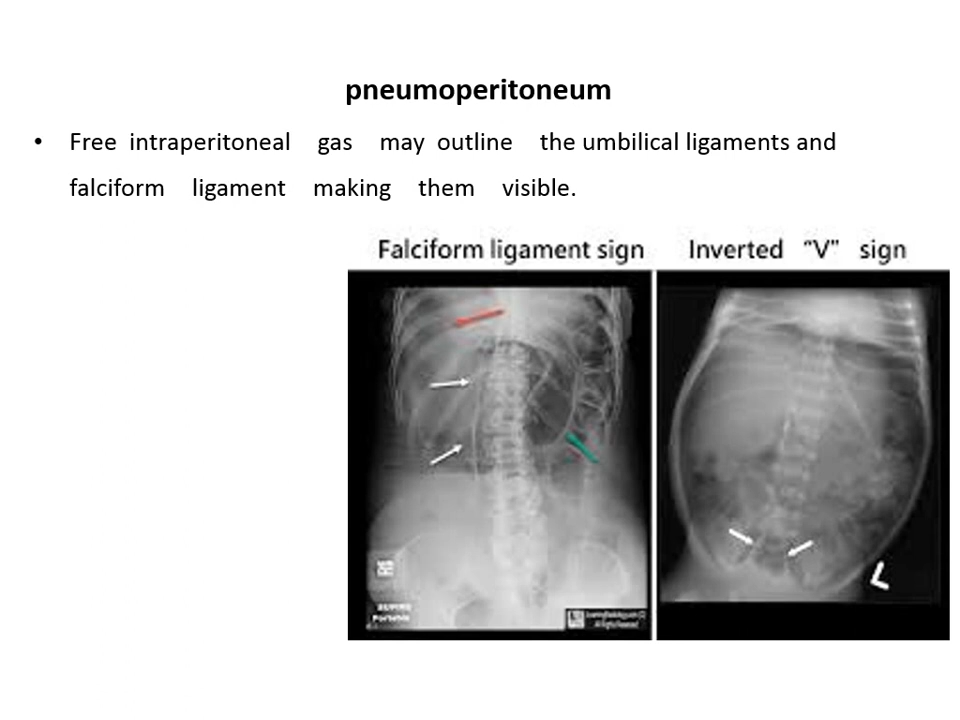 pneumoperitoneum
• Free intraperitoneal gas may outline the umbilical ligaments and
falciform ligament making them visible.
Falciform ligament sign
Inverted “V” sign
L
Portable